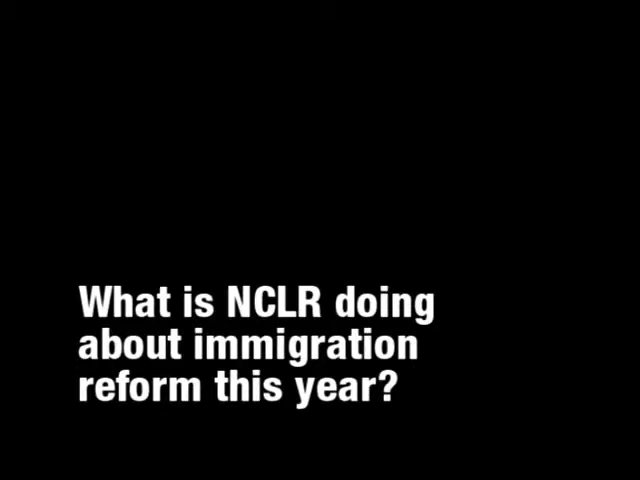 What is NCLR doing
about immigration
reform this year?